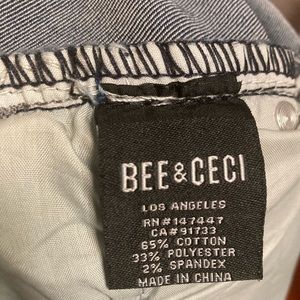 BEE & CECI
LOS ANGELES
RN#147447
CA#91733
65% COTTON
33% POLYESTER
2% SPANDEX
MADE IN CHINA